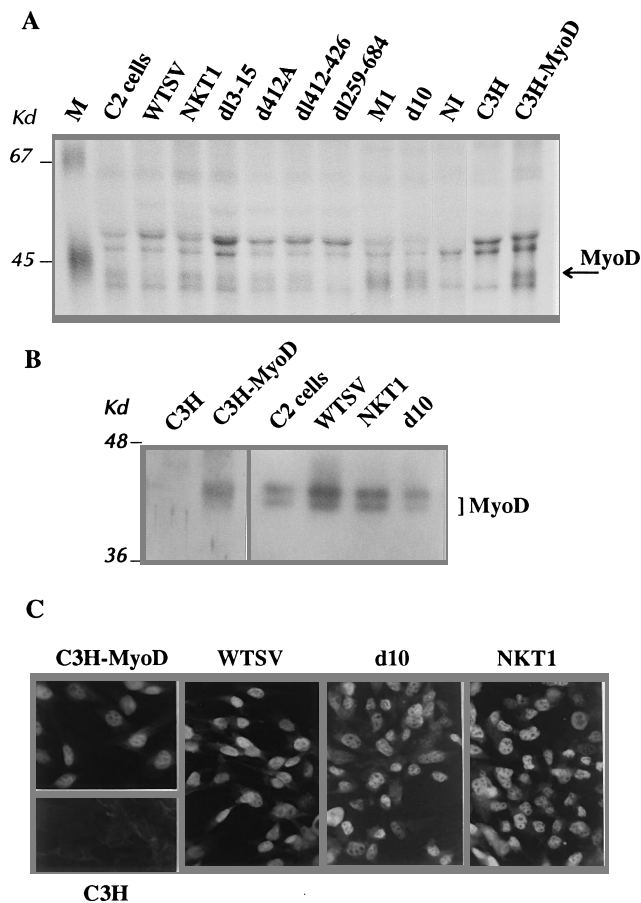 A
Kd
M
C2 cells
WTSV
NKT1
dl3-15
d412A
dl412-426
dl259-684
M1
d10
NI
C3H
C3H-MyoD
67
45
MyoD
B
Kd
C3H
C3H-MyoD
C2 cells
WTSV
NKT1
d10
48
36
] MyoD
C
C3H-MyoD WTSV d10 NKT1
C3H